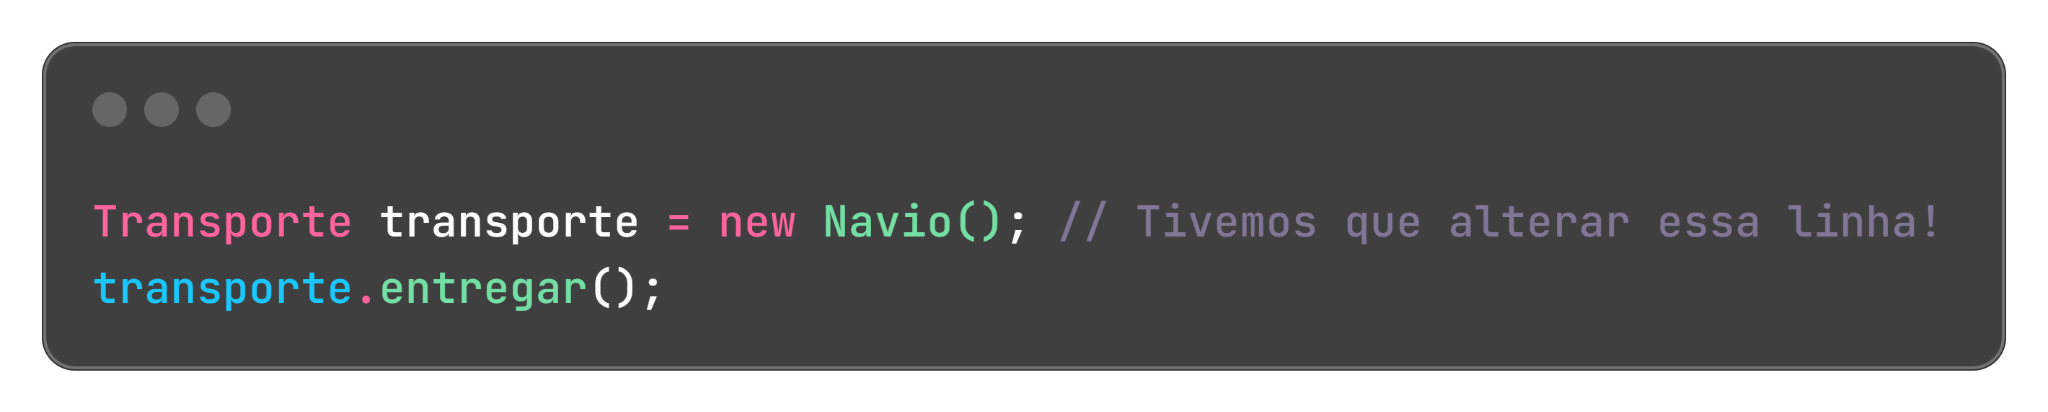 Transporte transporte = new Navio(); // Tivemos que alterar essa linha!
transporte.entregar();